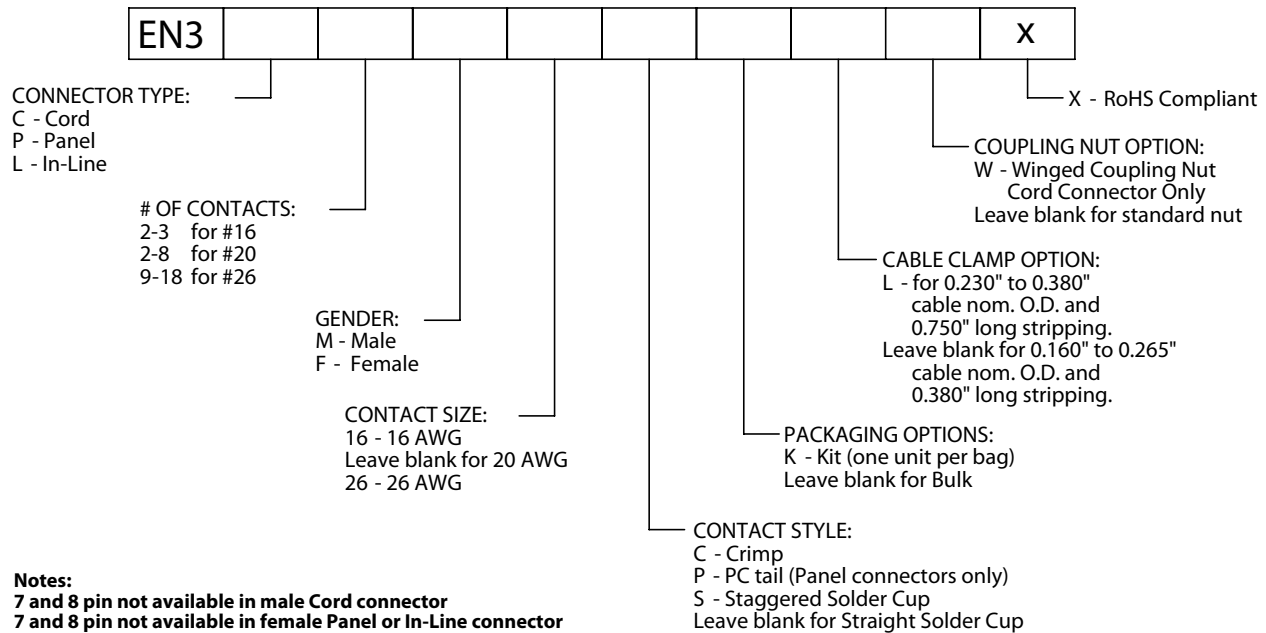 EN3 X
CONNECTOR TYPE:
C - Cord
P - Panel
L - In-Line
X - RoHS Compliant
COUPLING NUT OPTION:
W - Winged Coupling Nut
Cord Connector Only
Leave blank for standard nut
# OF CONTACTS:
2-3 for #16
2-8 for #20
9-18 for #26
CABLE CLAMP OPTION:
L - for 0.230" to 0.380"
cable nom. O.D. and
0.750" long stripping.
Leave blank for 0.160" to 0.265"
cable nom. O.D. and
0.380" long stripping.
GENDER:
M - Male
F - Female
CONTACT SIZE:
16 - 16 AWG
Leave blank for 20 AWG
26 - 26 AWG
PACKAGING OPTIONS:
K - Kit (one unit per bag)
Leave blank for Bulk
CONTACT STYLE:
C - Crimp
P - PC tail (Panel connectors only)
S - Staggered Solder Cup
Leave blank for Straight Solder Cup
Notes:
7 and 8 pin not available in male Cord connector
7 and 8 pin not available in female Panel or In-Line connector